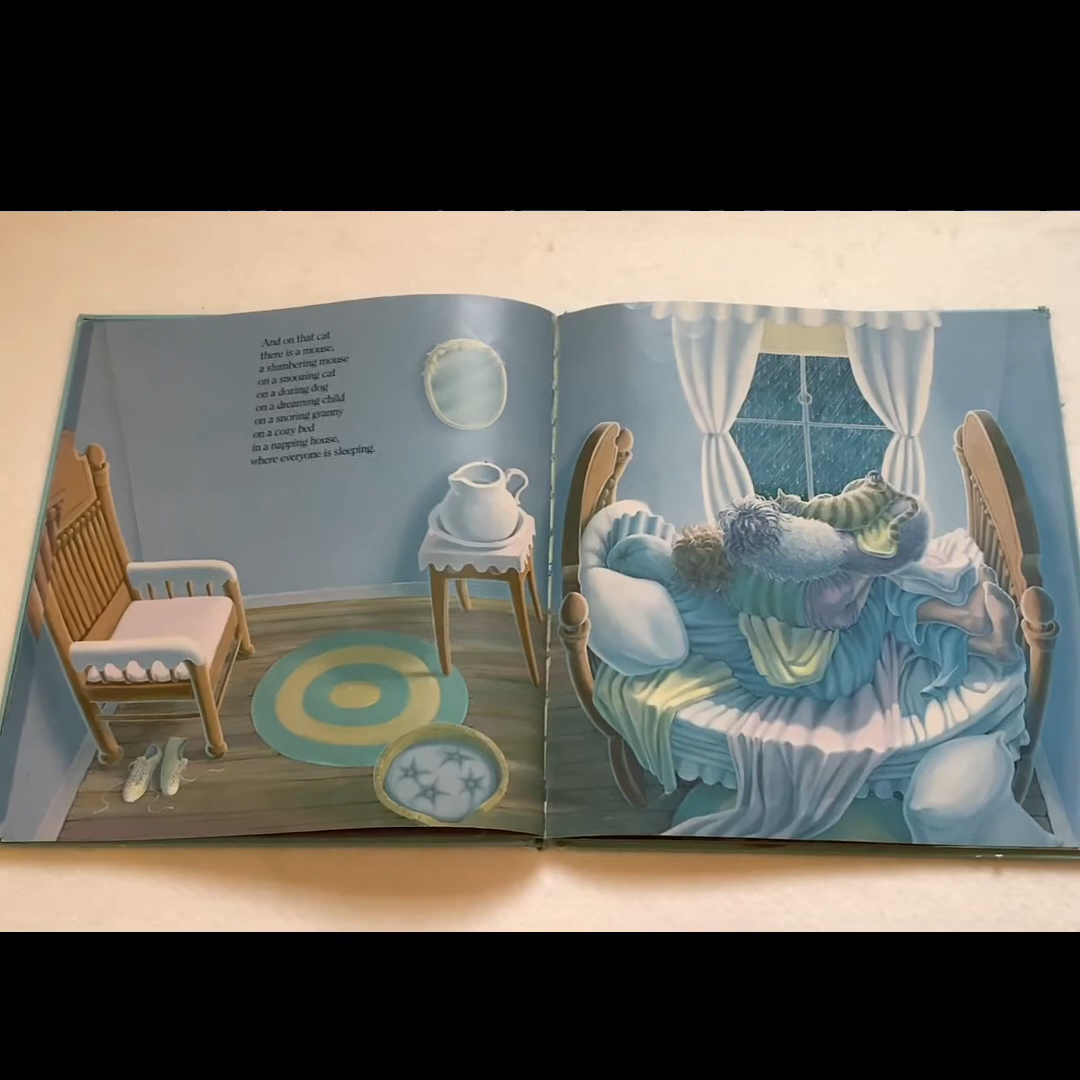 And on that cat
there is a mouse,
a slumbering mouse
on a snoozing cat
on a dozing dog
on a dreaming child
on a snoring granny
on a cozy bed
in a napping house,
where everyone is sleeping.